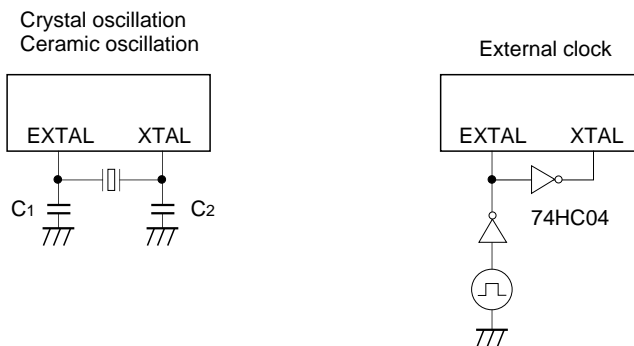 Crystal oscillation
Ceramic oscillation
EXTAL XTAL
C1
C2
External clock
EXTAL XTAL
74HC04